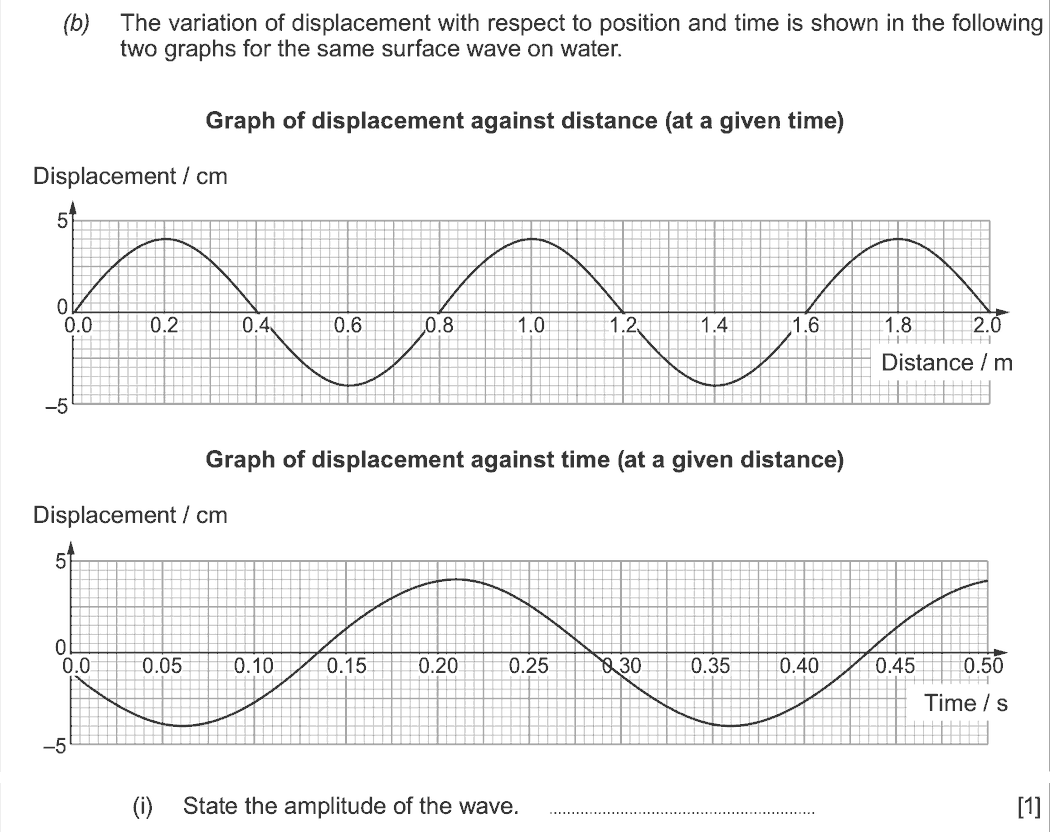 (b) The variation of displacement with respect to position and time is shown in the following
two graphs for the same surface wave on water.
Graph of displacement against distance (at a given time)
Displacement / cm
5
0
0.0 0.2 0.4 0.6 0.8 1.0 1.2 1.4 1.6 1.8 2.0
Distance / m
–5
Graph of displacement against time (at a given distance)
Displacement / cm
5
0
0.0 0.05 0.10 0.15 0.20 0.25 0.30 0.35 0.40 0.45 0.50
Time / s
–5
(i) State the amplitude of the wave. ...................................................... [1]